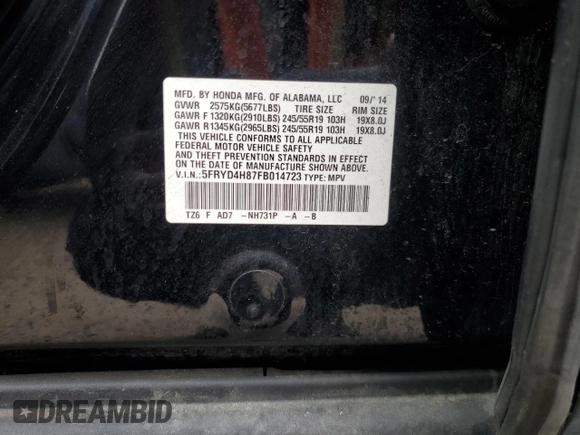 MFD. BY HONDA MFG. OF ALABAMA, LLC 09/'14
GVWR 2575KG(5677LBS) TIRE SIZE RIM SIZE
GAWR F 1320KG(2910LBS) 245/55R19 103H 19X8.0J
GAWR R1345KG(2965LBS) 245/55R19 103H 19X8.0J
THIS VEHICLE CONFORMS TO ALL APPLICABLE
FEDERAL MOTOR VEHICLE SAFETY
AND THEFT PREVENTION STANDARDS IN EFFECT
ON THE DATE OF MANUFACTURE SHOWN ABOVE.
V.I.N.:5FRYD4H87FB014723 TYPE: MPV
TZ6 F AD7 -NH731P -A -B
DREAMBID